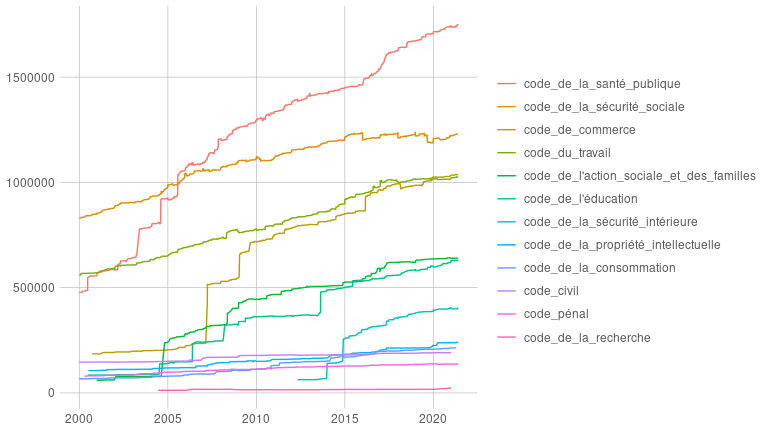 1500000
1000000
500000
0
2000 2005 2010 2015 2020
code_de_la_santé_publique
code_de_la_sécurité_sociale
code_de_commerce
code_du_travail
code_de_l'action_sociale_et_des_familles
code_de_l'éducation
code_de_la_sécurité_intérieure
code_de_la_propriété_intellectuelle
code_de_la_consommation
code_civil
code_pénal
code_de_la_recherche